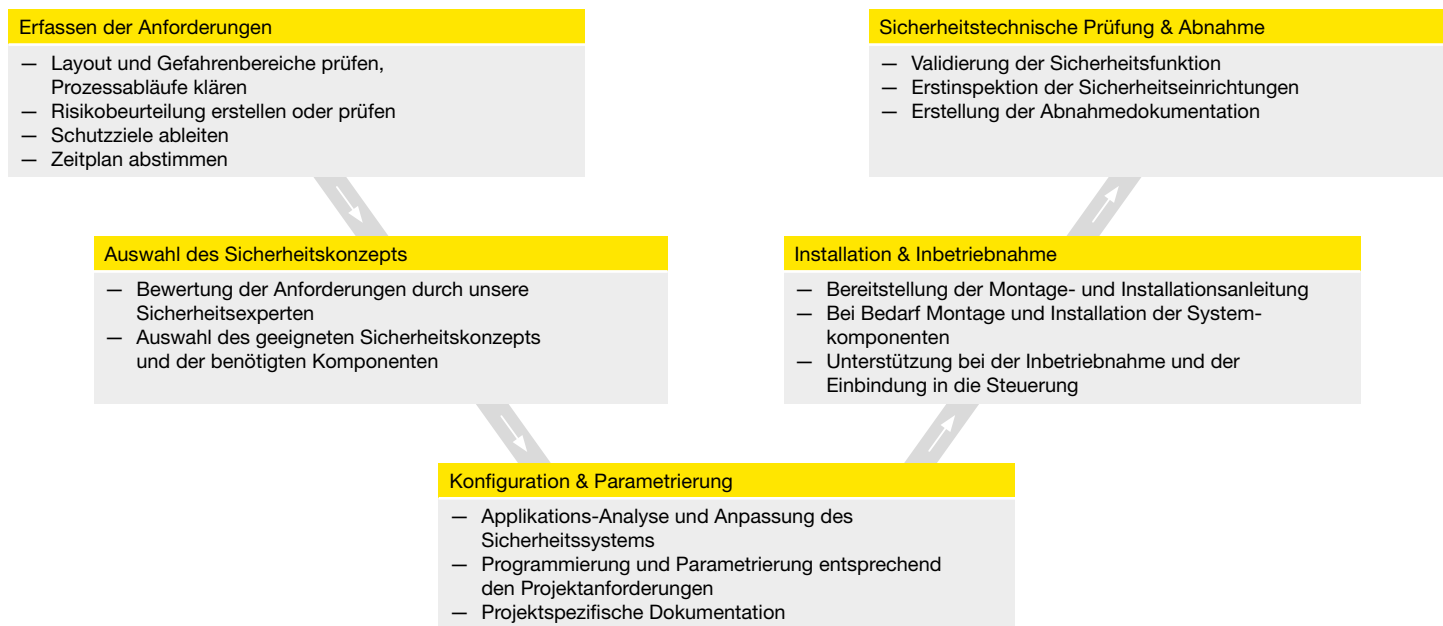 Erfassen der Anforderungen
— Layout und Gefahrenbereiche prüfen,
Prozessabläufe klären
— Risikobeurteilung erstellen oder prüfen
— Schutzziele ableiten
— Zeitplan abstimmen
Auswahl des Sicherheitskonzepts
— Bewertung der Anforderungen durch unsere
Sicherheitsexperten
— Auswahl des geeigneten Sicherheitskonzepts
und der benötigten Komponenten
Konfiguration & Parametrierung
— Applikations-Analyse und Anpassung des
Sicherheitssystems
— Programmierung und Parametrierung entsprechend
den Projektanforderungen
— Projektspezifische Dokumentation
Installation & Inbetriebnahme
— Bereitstellung der Montage- und Installationsanleitung
— Bei Bedarf Montage und Installation der System-
komponenten
— Unterstützung bei der Inbetriebnahme und der
Einbindung in die Steuerung
Sicherheitstechnische Prüfung & Abnahme
— Validierung der Sicherheitsfunktion
— Erstinspektion der Sicherheitseinrichtungen
— Erstellung der Abnahmedokumentation